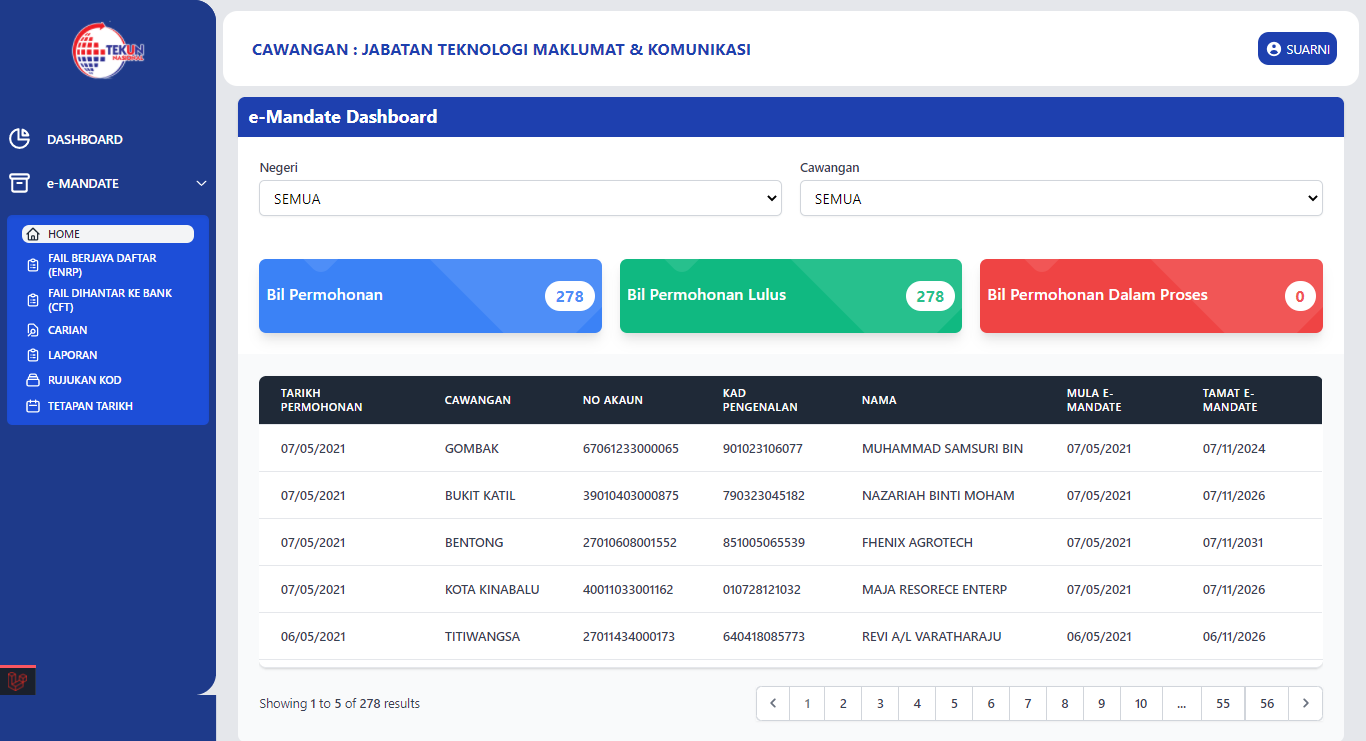 TEKUN
NASIONAL
CAWANGAN : JABATAN TEKNOLOGI MAKLUMAT & KOMUNIKASI
SUARNI
DASHBOARD
e-MANDATE
HOME
FAIL BERJAYA DAFTAR
(ENRP)
FAIL DIHANTAR KE BANK
(CFT)
CARIAN
LAPORAN
RUJUKAN KOD
TETAPAN TARIKH
e-Mandate Dashboard
Negeri
Cawangan
SEMUA
SEMUA
Bil Permohonan 278
Bil Permohonan Lulus 278
Bil Permohonan Dalam Proses 0
TARIKH PERMOHONAN CAWANGAN NO AKAUN KAD PENGENALAN NAMA MULA E-MANDATE TAMAT E-MANDATE
07/05/2021 GOMBAK 67061233000065 901023106077 MUHAMMAD SAMSURI BIN 07/05/2021 07/11/2024
07/05/2021 BUKIT KATIL 39010403000875 790323045182 NAZARIAH BINTI MOHAM 07/05/2021 07/11/2026
07/05/2021 BENTONG 27010608001552 851005065539 FHENIX AGROTECH 07/05/2021 07/11/2031
07/05/2021 KOTA KINABALU 40011033001162 010728121032 MAJA RESORECE ENTERP 07/05/2021 07/11/2026
06/05/2021 TITIWANGSA 27011434000173 640418085773 REVI A/L VARATHARAJU 06/05/2021 06/11/2026
Showing 1 to 5 of 278 results
1 2 3 4 5 6 7 8 9 10 ... 55 56